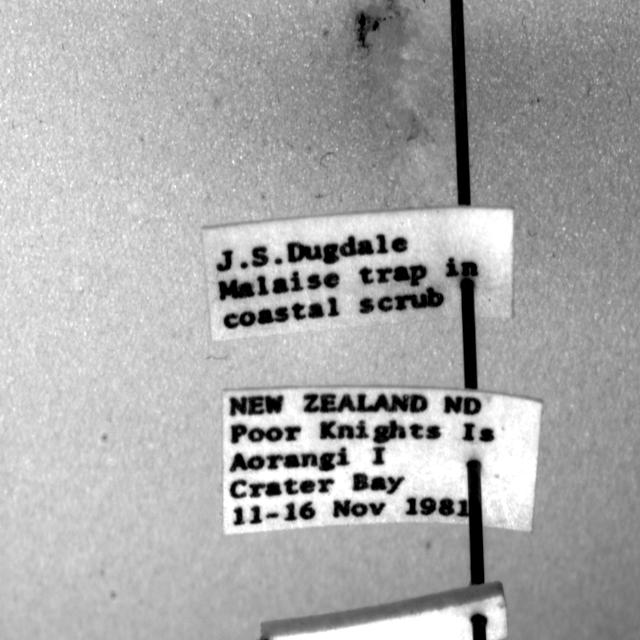 J.S.Dugdale
Malaise trap in
coastal scrub
NEW ZEALAND ND
Poor Knights Is
Aorangi I
Crater Bay
11-16 Nov 1981